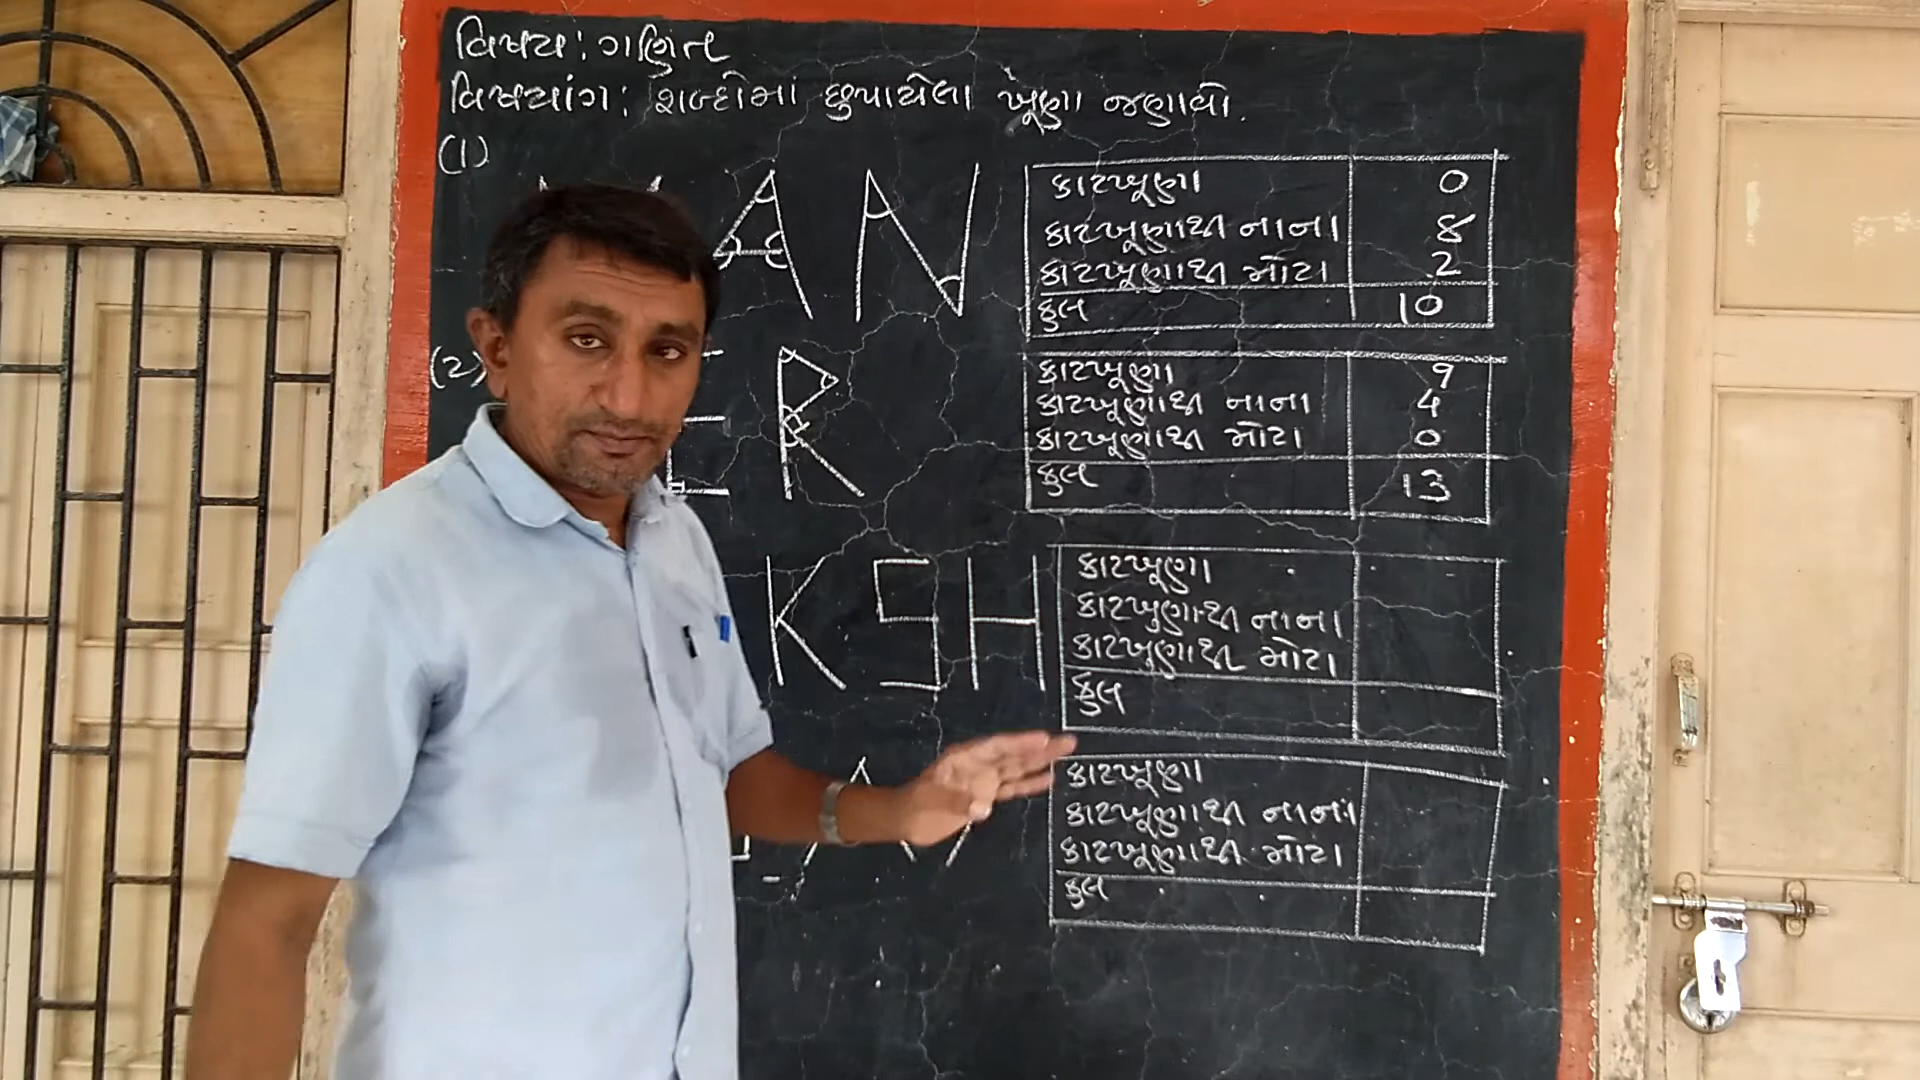 વિષય: ગણિત
વિષયાંગ: શબ્દોમા છુપાયેલા ખૂણા જણાવો.
(1)
AN
કાટખૂણા 0
કાટખૂણાથી નાના 8
કાટખૂણાથી મોટા 2
કુલ 10
(2)
ER
કાટખૂણા 9
કાટખૂણાથી નાના 4
કાટખૂણાથી મોટા 0
કુલ 13
KSH
કાટખૂણા
કાટખુણાથી નાના
કાટખૂણાથી મોટા
કુલ
કાટખૂણા
કાટખૂણાથી નાના
કાટખૂણાથી મોટા
કુલ